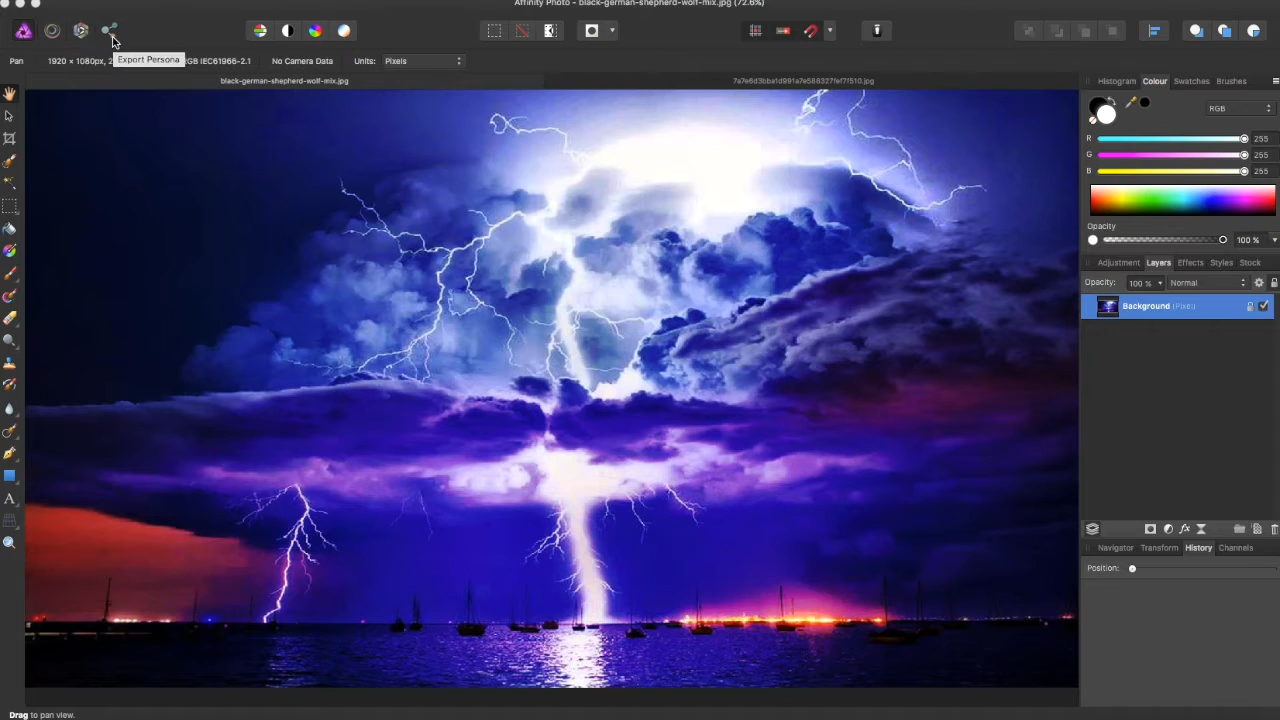 Affinity Photo - black-german-shepherd-wolf-mix.jpg (72.6%)
Export Persona
Pan 1920 × 1080px, 2 RGB IEC61966-2.1 No Camera Data Units: Pixels
black-german-shepherd-wolf-mix.jpg
Histogram Colour Swatches Brushes
RGB
R 255
G 255
B 255
Opacity
100 %
Adjustment Layers Effects Styles Stock
Opacity: 100 % Normal
Background (Pixel)
Navigator Transform History Channels
Position:
Drag to pan view.